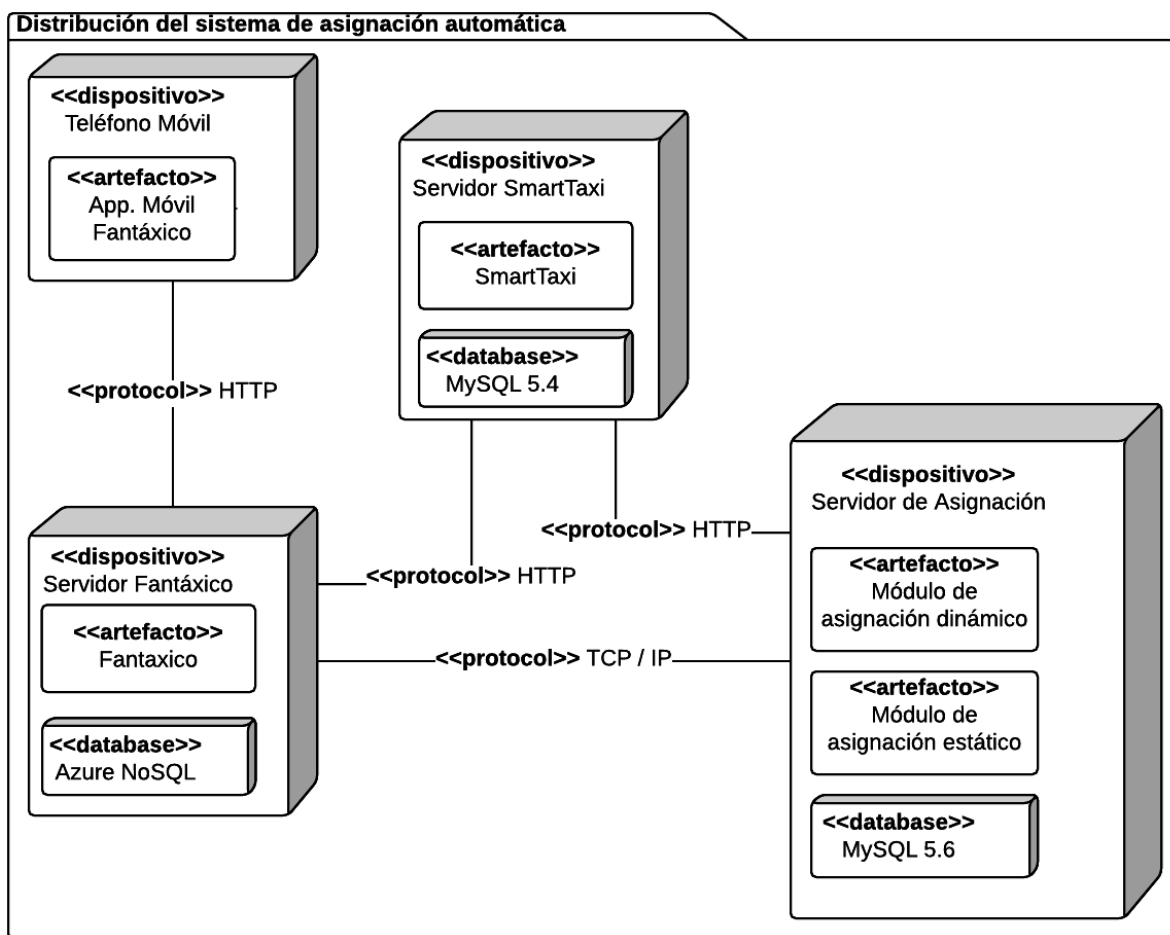 Distribución del sistema de asignación automática
<<dispositivo>>
Teléfono Móvil
<<artefacto>>
App. Móvil
Fantáxico
<<protocol>> HTTP
<<dispositivo>>
Servidor SmartTaxi
<<artefacto>>
SmartTaxi
<<database>>
MySQL 5.4
<<protocol>> HTTP
<<protocol>> HTTP
<<protocol>> TCP / IP
<<dispositivo>>
Servidor Fantáxico
<<artefacto>>
Fantaxico
<<database>>
Azure NoSQL
<<dispositivo>>
Servidor de Asignación
<<artefacto>>
Módulo de
asignación dinámico
<<artefacto>>
Módulo de
asignación estático
<<database>>
MySQL 5.6